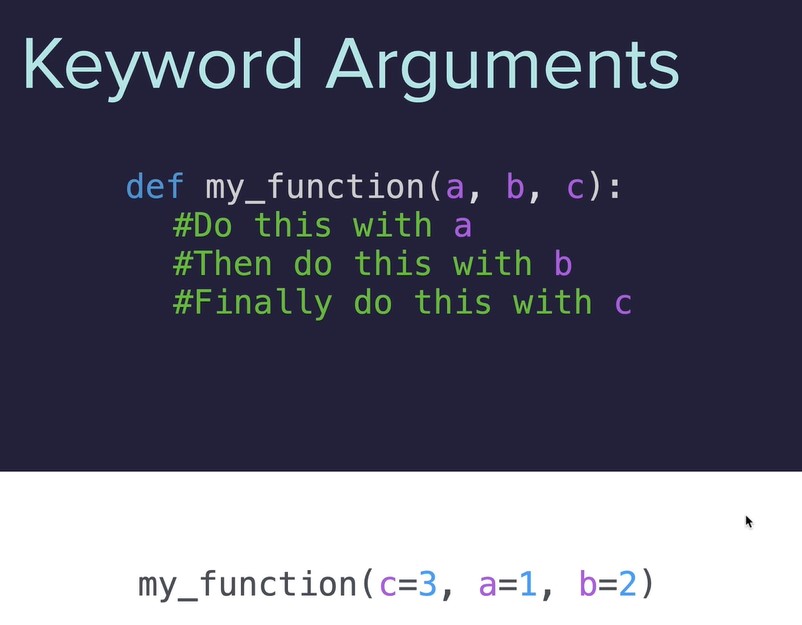 Keyword Arguments
def my_function(a, b, c):
#Do this with a
#Then do this with b
#Finally do this with c
my_function(c=3, a=1, b=2)